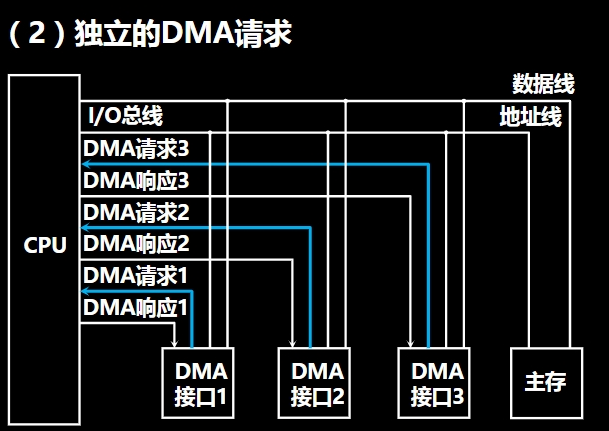 （2）独立的DMA请求
数据线
I/O总线
地址线
DMA请求3
DMA响应3
DMA请求2
CPU
DMA响应2
DMA请求1
DMA响应1
DMA
接口1
DMA
接口2
DMA
接口3
主存